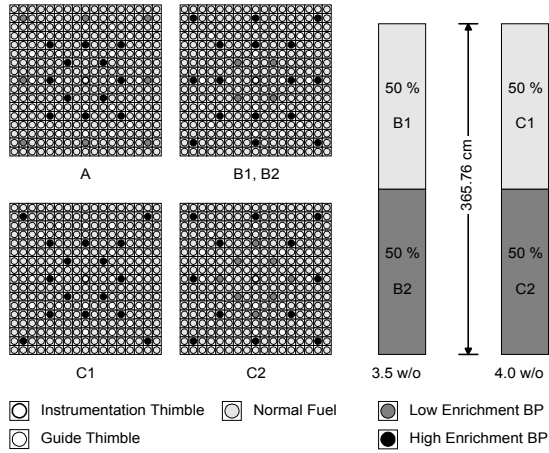 A
B1, B2
C1
C2
50 %
B1
50 %
B2
3.5 w/o
365.76 cm
50 %
C1
50 %
C2
4.0 w/o
Instrumentation Thimble
Normal Fuel
Low Enrichment BP
Guide Thimble
High Enrichment BP